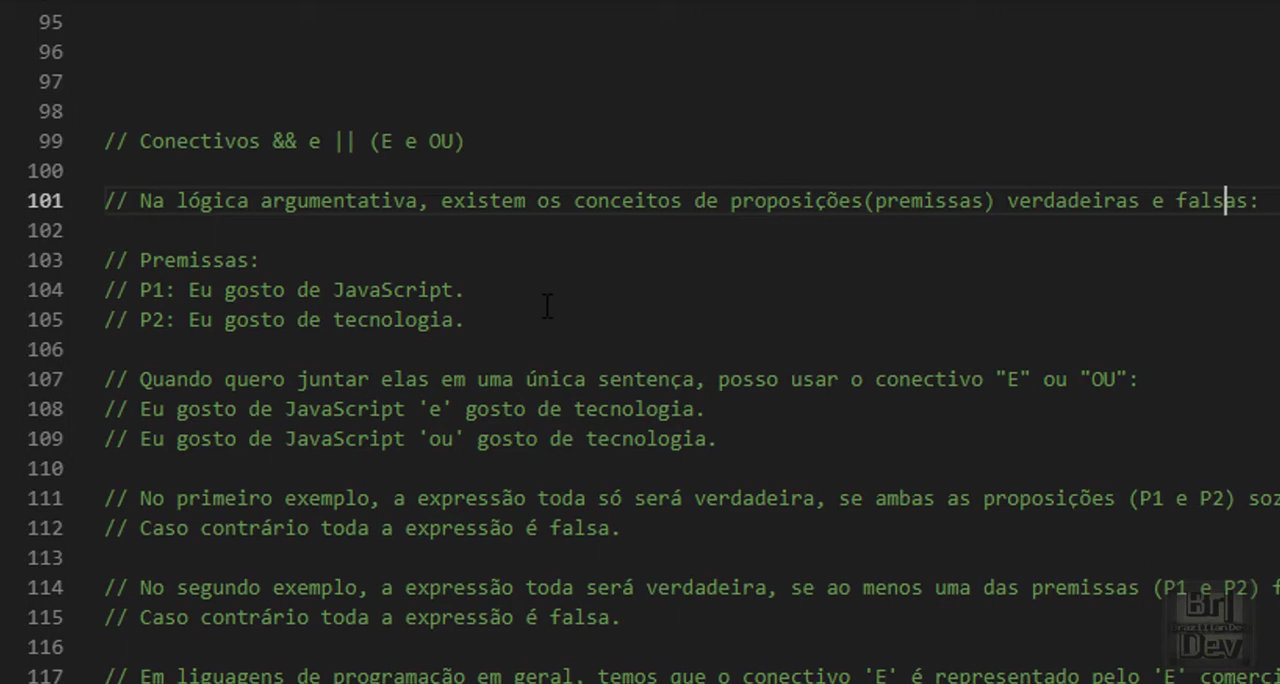 95
96
97
98
99 // Conectivos && e || (E e OU)
100
101 // Na lógica argumentativa, existem os conceitos de proposições(premissas) verdadeiras e falsas:
102
103 // Premissas:
104 // P1: Eu gosto de JavaScript.
105 // P2: Eu gosto de tecnologia.
106
107 // Quando quero juntar elas em uma única sentença, posso usar o conectivo "E" ou "OU":
108 // Eu gosto de JavaScript 'e' gosto de tecnologia.
109 // Eu gosto de JavaScript 'ou' gosto de tecnologia.
110
111 // No primeiro exemplo, a expressão toda só será verdadeira, se ambas as proposições (P1 e P2) soz
112 // Caso contrário toda a expressão é falsa.
113
114 // No segundo exemplo, a expressão toda será verdadeira, se ao menos uma das premissas (P1 e P2) f
115 // Caso contrário toda a expressão é falsa.
116
117 // Em liguagens de programação em geral, temos que o conectivo 'E' é representado pelo 'E' comerci
Br
BrazilianDev
Dev